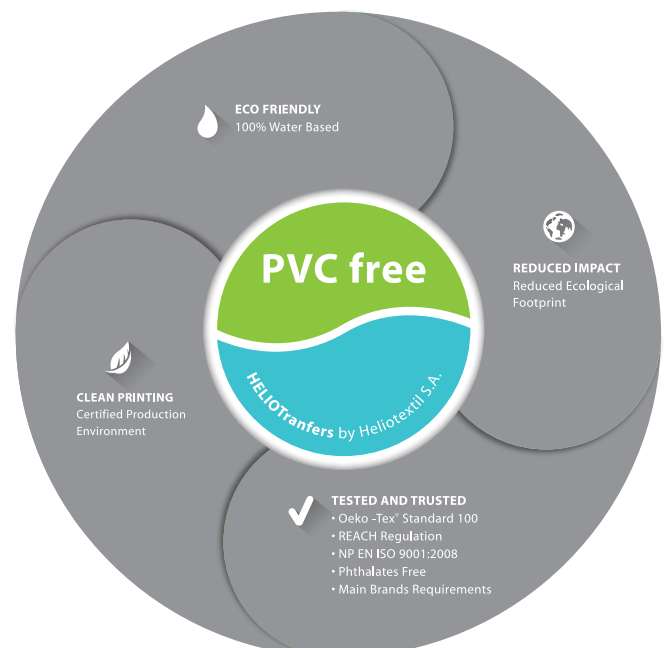 ECO FRIENDLY
100% Water Based
REDUCED IMPACT
Reduced Ecological
Footprint
PVC free
HELIOTranfers by Heliotextil S.A.
CLEAN PRINTING
Certified Production
Environment
TESTED AND TRUSTED
• Oeko -Tex® Standard 100
• REACH Regulation
• NP EN ISO 9001:2008
• Phthalates Free
• Main Brands Requirements